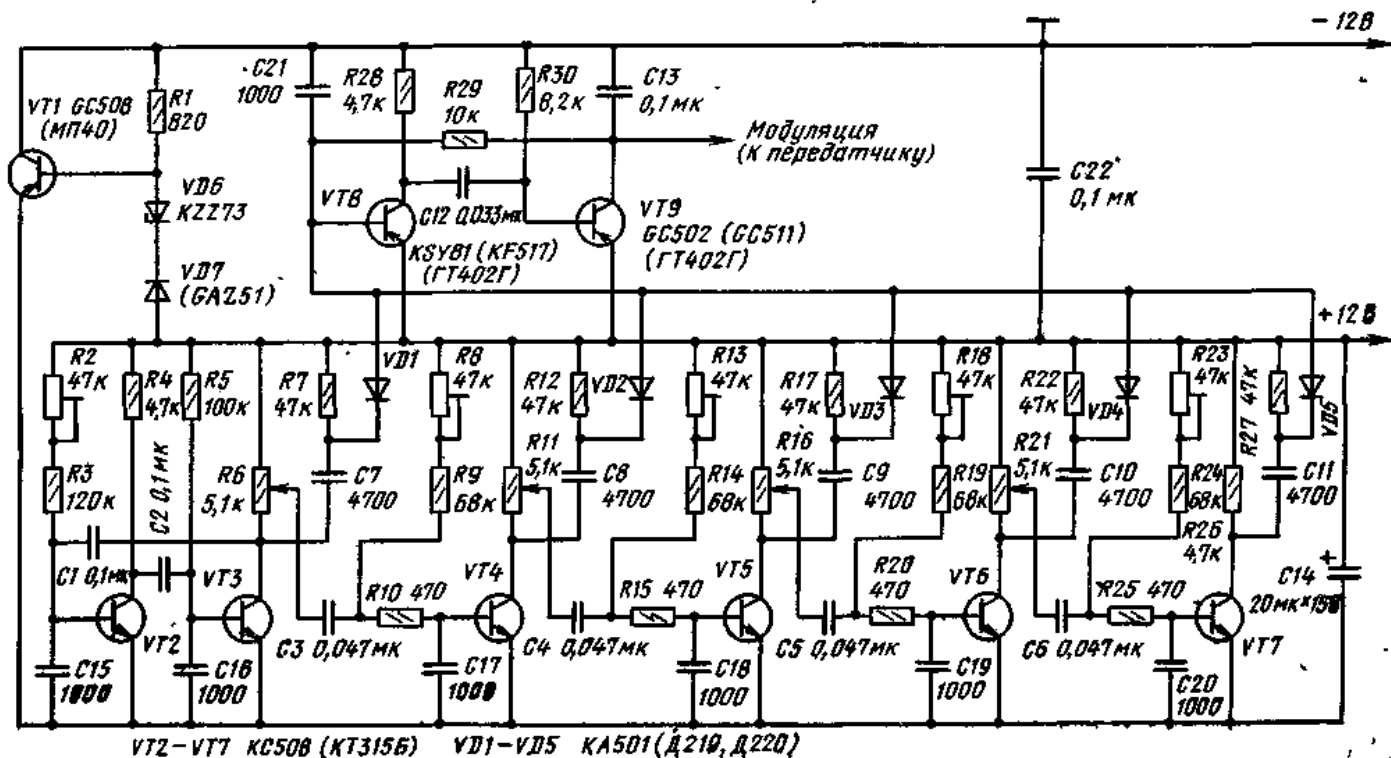 - 12В
C21
1000
R28
4,7к
R29
10к
R30
8,2к
C13
0,1 мк
VT1 GC508
(МП40)
R1
820
Модуляция
(К передатчику)
C22*
0,1 мк
VD6
KZZ73
VT8
C12 0,033мк
VT9
GC502 (GC511)
(ГТ402Г)
KSY81 (KF517)
(ГТ402Г)
VD7
(GAZ51)
+12В
R2
47к
R4
4,7к
R5
100к
R7
47к
VD1
R8
47к
R12
47к
VD2
R13
47к
R17
47к
VD3
R18
47к
R22
47к
VD4
R23
47к
R27 47к
VD5
R3
120к
C2 0,1 мк
R6
5,1к
C7
4700
R9
68к
R11
5,1к
C8
4700
R14
68к
R16
5,1к
C9
4700
R19
68к
R21
5,1к
C10
4700
R24
68к
C11
4700
R26
4,7к
C1 0,1мк
VT3
VT2
R10 470
VT4
R15 470
VT5
R20
470
VT6
R25 470
VT7
C14
+
C15
1000
C16
1000
C3 0,047мк
C17
1000
C4 0,047мк
C18
1000
C5 0,047мк
C19
1000
C6 0,047мк
C20
1000
VT2-VT7 KC508 (КТ315Б) VD1-VD5 KA501 (Д219, Д220)